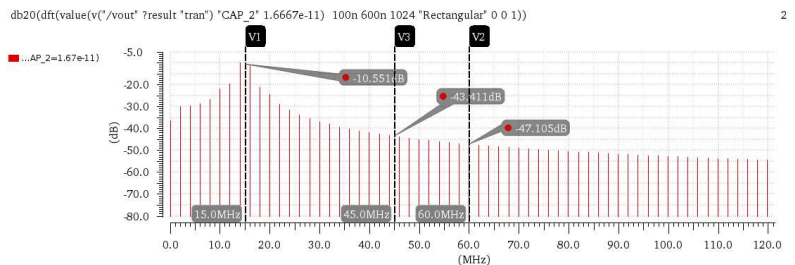 db20(dft(value(v("/vout" ?result "tran") "CAP_2" 1.6667e-11) 100n 600n 1024 "Rectangular" 0 0 1)) 2
V1 V3 V2
...AP_2=1.67e-11)
-5.0
-10.551dB
-20.0
-43.411dB
-30.0
-40.0
-47.105dB
-50.0
-60.0
-70.0
-80.0
(dB)
15.0MHz 45.0MHz 60.0MHz
0.0 10.0 20.0 30.0 40.0 50.0 60.0 70.0 80.0 90.0 100.0 110.0 120.0
(MHz)